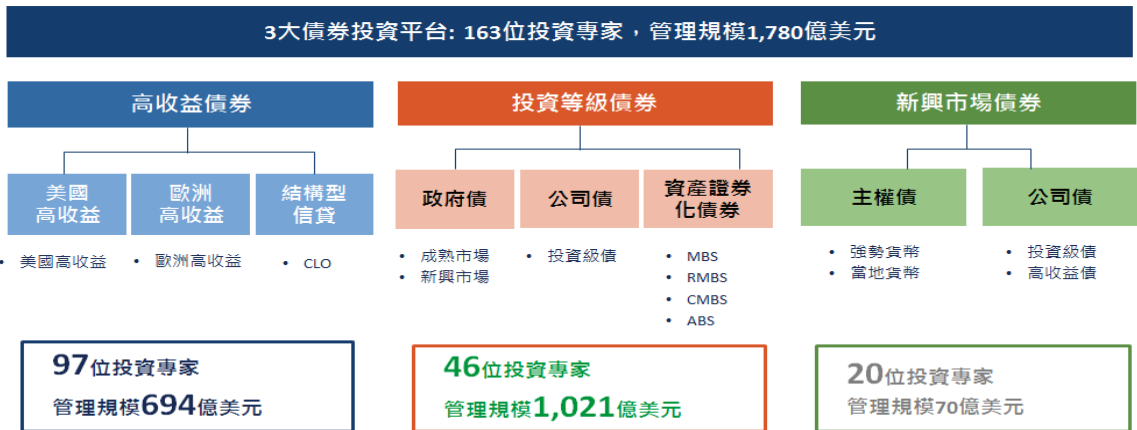 3大債券投資平台: 163位投資專家，管理規模1,780億美元
高收益債券
美國
高收益
歐洲
高收益
結構型
信貸
• 美國高收益
• 歐洲高收益
• CLO
97位投資專家
管理規模694億美元
投資等級債券
政府債
公司債
資產證券
化債券
• 成熟市場
• 新興市場
• 投資級債
• MBS
• RMBS
• CMBS
• ABS
46位投資專家
管理規模1,021億美元
新興市場債券
主權債
公司債
• 強勢貨幣
• 當地貨幣
• 投資級債
• 高收益債
20位投資專家
管理規模70億美元